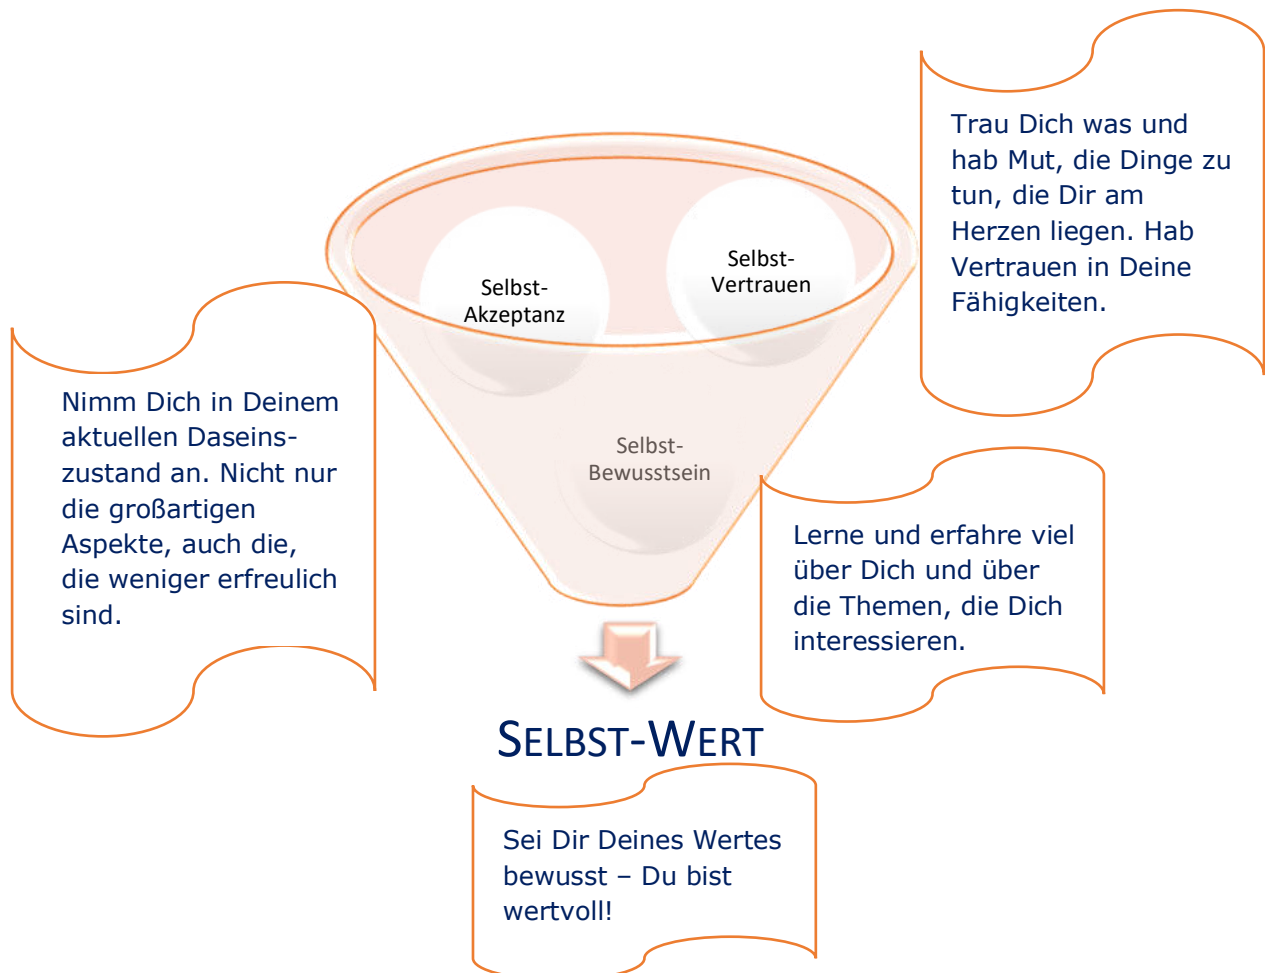 Trau Dich was und
hab Mut, die Dinge zu
tun, die Dir am
Herzen liegen. Hab
Vertrauen in Deine
Fähigkeiten.
Selbst-
Vertrauen
Selbst-
Akzeptanz
Nimm Dich in Deinem
aktuellen Daseins-
zustand an. Nicht nur
die großartigen
Aspekte, auch die,
die weniger erfreulich
sind.
Selbst-
Bewusstsein
Lerne und erfahre viel
über Dich und über
die Themen, die Dich
interessieren.
SELBST-WERT
Sei Dir Deines Wertes
bewusst – Du bist
wertvoll!